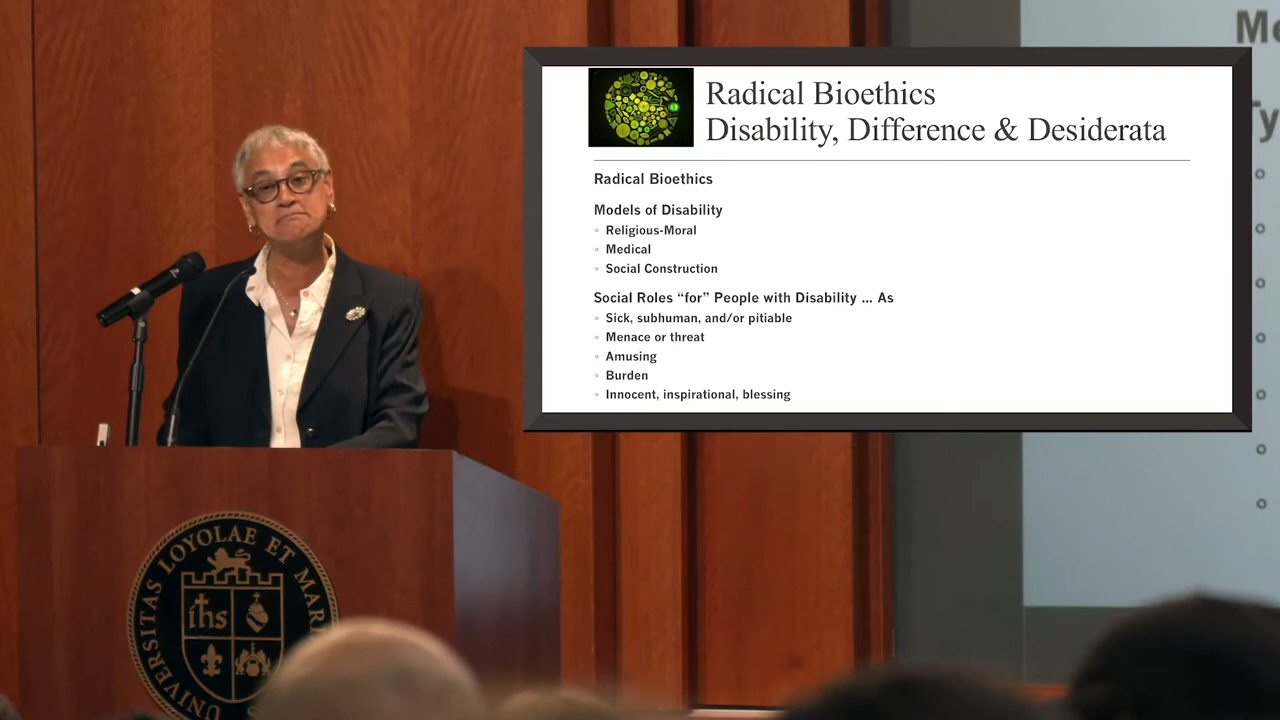 Me
Ty
Radical Bioethics
Disability, Difference & Desiderata
Radical Bioethics
Models of Disability
◦ Religious-Moral
◦ Medical
◦ Social Construction
Social Roles “for” People with Disability ... As
◦ Sick, subhuman, and/or pitiable
◦ Menace or threat
◦ Amusing
◦ Burden
◦ Innocent, inspirational, blessing
UNIVERSITAS LOYOLAE ET MAR
ihs